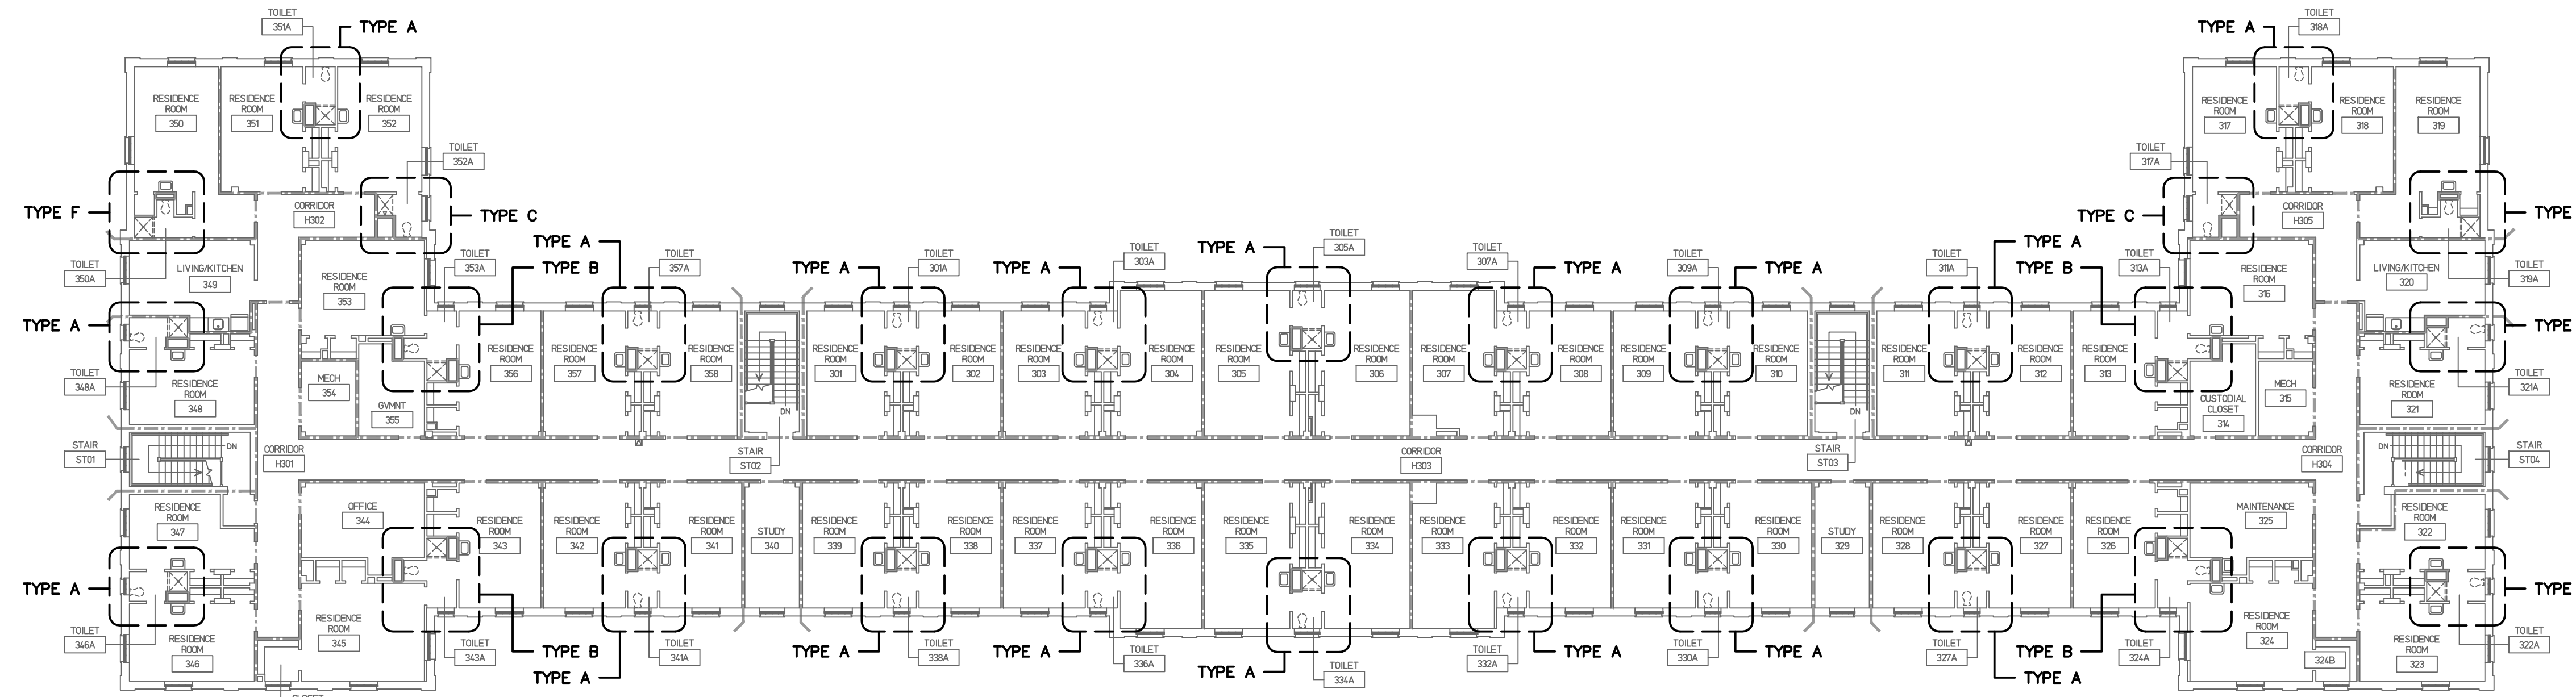 TOILET
351A
TYPE A
TOILET
318A
TYPE A
RESIDENCE
ROOM
350
RESIDENCE
ROOM
351
RESIDENCE
ROOM
352
RESIDENCE
ROOM
317
RESIDENCE
ROOM
318
RESIDENCE
ROOM
319
TOILET
352A
TOILET
317A
TYPE F
CORRIDOR
H302
TYPE C
TYPE C
CORRIDOR
H305
TYPE
TOILET
350A
LIVING/KITCHEN
349
RESIDENCE
ROOM
353
TOILET
353A
TYPE A
TYPE B
TOILET
357A
TYPE A
TOILET
301A
TYPE A
TOILET
303A
TYPE A
TOILET
305A
TOILET
307A
TYPE A
TOILET
309A
TYPE A
TOILET
311A
TYPE A
TYPE B
TOILET
313A
RESIDENCE
ROOM
316
LIVING/KITCHEN
320
TOILET
319A
TYPE A
TYPE
TOILET
348A
RESIDENCE
ROOM
348
MECH
354
GVMNT
355
RESIDENCE
ROOM
356
RESIDENCE
ROOM
357
RESIDENCE
ROOM
358
DN
RESIDENCE
ROOM
301
RESIDENCE
ROOM
302
RESIDENCE
ROOM
303
RESIDENCE
ROOM
304
RESIDENCE
ROOM
305
RESIDENCE
ROOM
306
RESIDENCE
ROOM
307
RESIDENCE
ROOM
308
RESIDENCE
ROOM
309
RESIDENCE
ROOM
310
DN
RESIDENCE
ROOM
311
RESIDENCE
ROOM
312
RESIDENCE
ROOM
313
CUSTODIAL
CLOSET
314
MECH
315
RESIDENCE
ROOM
321
TOILET
321A
STAIR
ST01
DN
CORRIDOR
H301
STAIR
ST02
CORRIDOR
H303
STAIR
ST03
CORRIDOR
H304
DN
STAIR
ST04
RESIDENCE
ROOM
347
OFFICE
344
RESIDENCE
ROOM
343
RESIDENCE
ROOM
342
RESIDENCE
ROOM
341
STUDY
340
RESIDENCE
ROOM
339
RESIDENCE
ROOM
338
RESIDENCE
ROOM
337
RESIDENCE
ROOM
336
RESIDENCE
ROOM
335
RESIDENCE
ROOM
334
RESIDENCE
ROOM
333
RESIDENCE
ROOM
332
RESIDENCE
ROOM
331
RESIDENCE
ROOM
330
STUDY
329
RESIDENCE
ROOM
328
RESIDENCE
ROOM
327
RESIDENCE
ROOM
326
MAINTENANCE
325
RESIDENCE
ROOM
322
TYPE A
TYPE
TOILET
346A
RESIDENCE
ROOM
346
RESIDENCE
ROOM
345
TOILET
343A
TYPE B
TYPE A
TOILET
341A
TYPE A
TOILET
338A
TYPE A
TOILET
336A
TYPE A
TOILET
334A
TOILET
332A
TYPE A
TOILET
330A
TYPE A
TOILET
327A
TYPE B
TYPE A
TOILET
324A
RESIDENCE
ROOM
324
324B
RESIDENCE
ROOM
323
TOILET
322A